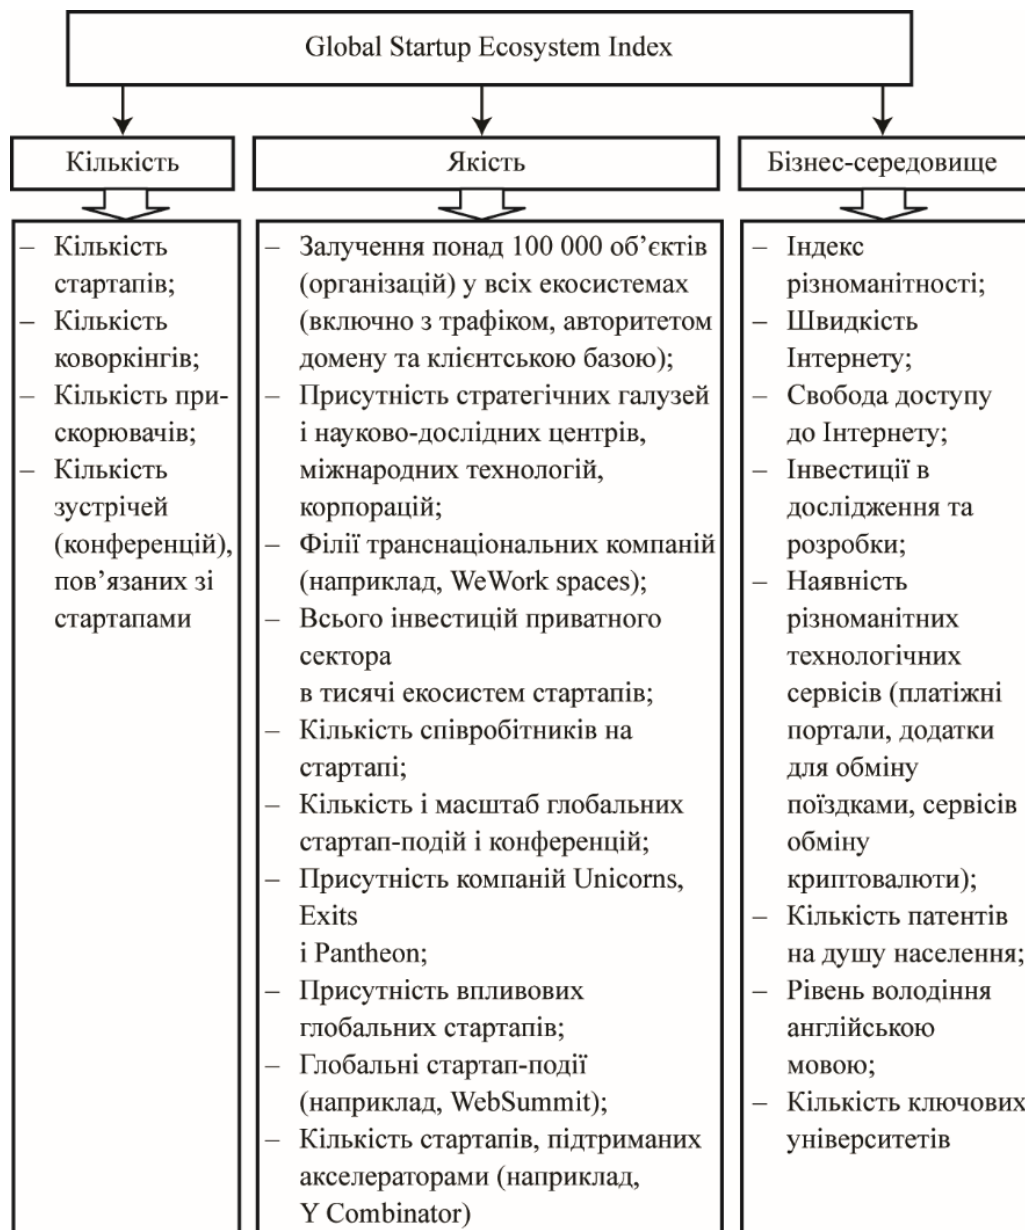 Global Startup Ecosystem Index
Кількість
– Кількість
стартапів;
– Кількість
коворкінгів;
– Кількість при-
скорювачів;
– Кількість
зустрічей
(конференцій),
пов’язаних зі
стартапами
Якість
– Залучення понад 100 000 об’єктів
(організацій) у всіх екосистемах
(включно з трафіком, авторитетом
домену та клієнтською базою);
– Присутність стратегічних галузей
і науково-дослідних центрів,
міжнародних технологій,
корпорацій;
– Філії транснаціональних компаній
(наприклад, WeWork spaces);
– Всього інвестицій приватного
сектора
в тисячі екосистем стартапів;
– Кількість співробітників на
стартапі;
– Кількість і масштаб глобальних
стартап-подій і конференцій;
– Присутність компаній Unicorns,
Exits
і Pantheon;
– Присутність впливових
глобальних стартапів;
– Глобальні стартап-події
(наприклад, WebSummit);
– Кількість стартапів, підтриманих
акселераторами (наприклад,
Y Combinator)
Бізнес-середовище
– Індекс
різноманітності;
– Швидкість
Інтернету;
– Свобода доступу
до Інтернету;
– Інвестиції в
дослідження та
розробки;
– Наявність
різноманітних
технологічних
сервісів (платіжні
портали, додатки
для обміну
поїздками, сервісів
обміну
криптовалюти);
– Кількість патентів
на душу населення;
– Рівень володіння
англійською
мовою;
– Кількість ключових
університетів